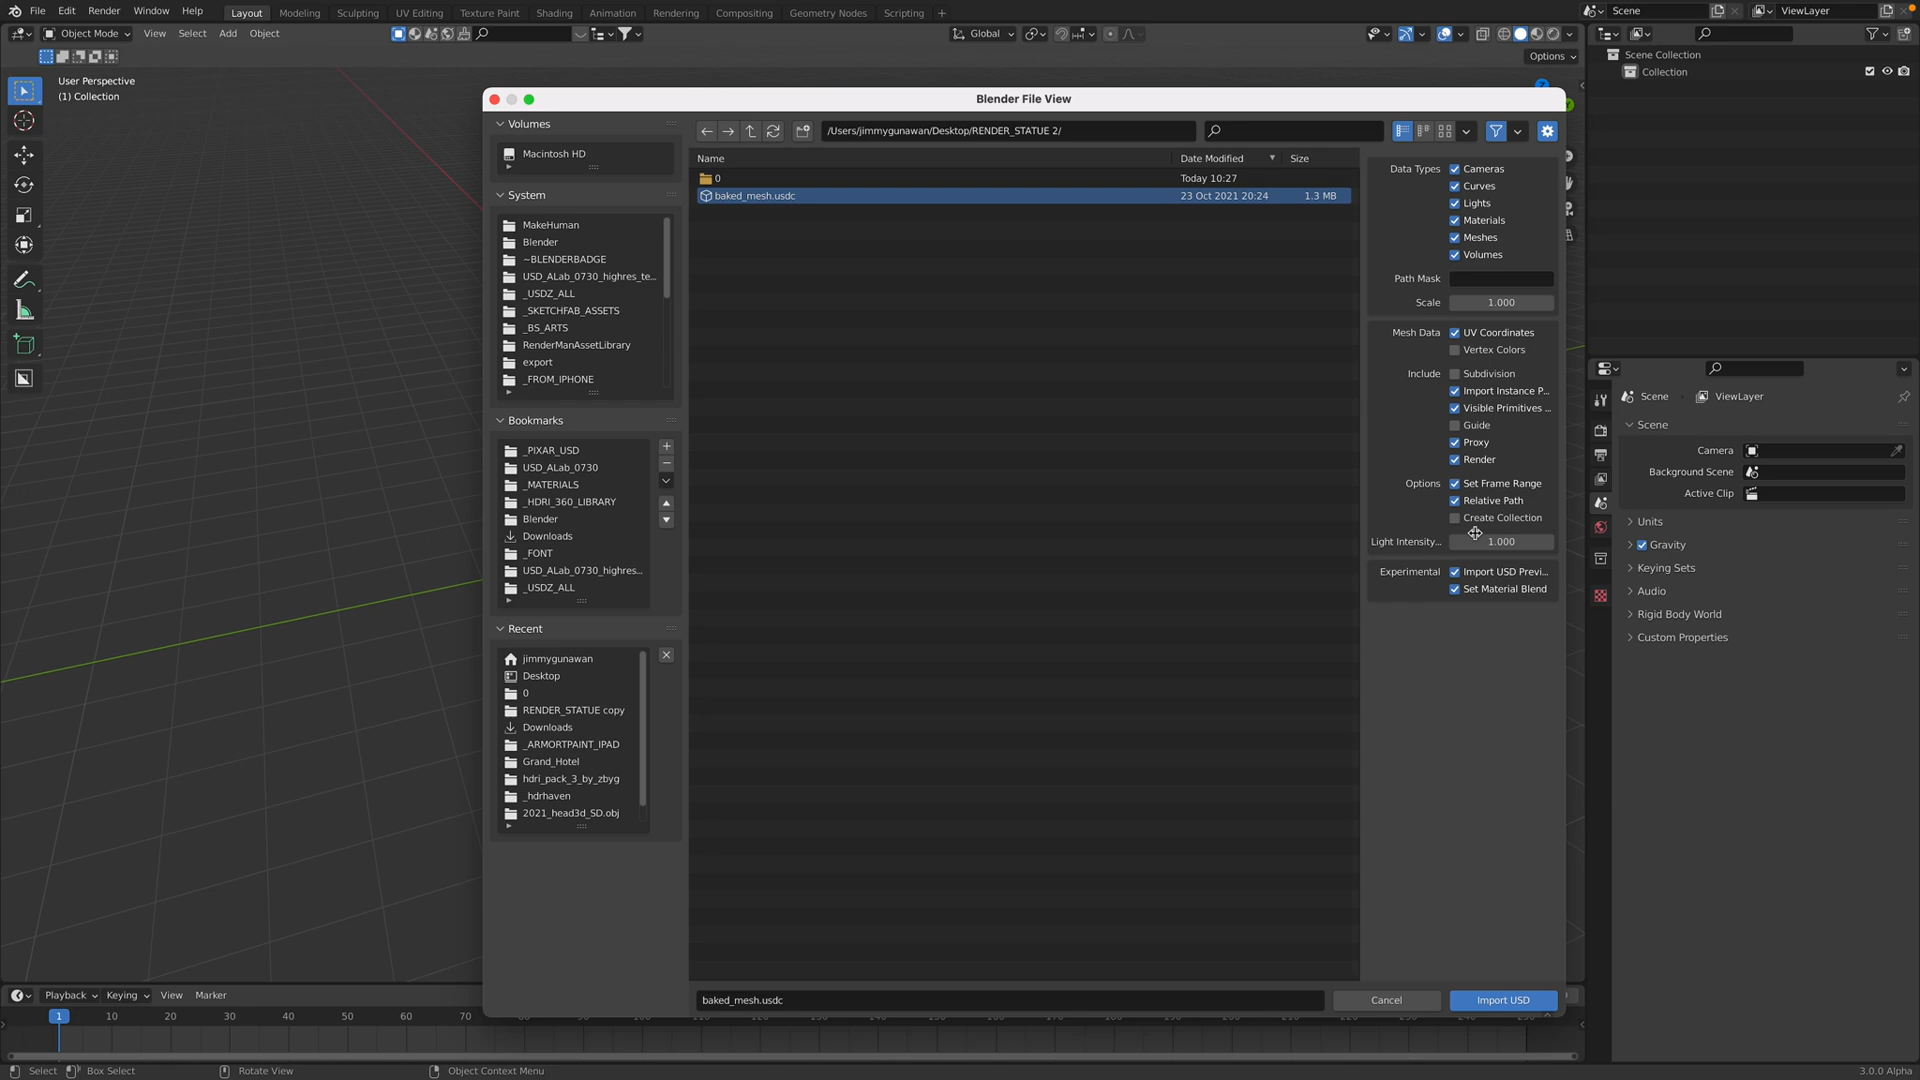 File Edit Render Window Help
Layout Modeling Sculpting UV Editing Texture Paint Shading Animation Rendering Compositing Geometry Nodes Scripting +
Scene ViewLayer
Object Mode View Select Add Object Global
Options
User Perspective
(1) Collection
Scene Collection
Collection
Blender File View
Volumes
Macintosh HD
System
MakeHuman
Blender
~BLENDERBADGE
USD_ALab_0730_highres_te...
_USDZ_ALL
_SKETCHFAB_ASSETS
_BS_ARTS
RenderManAssetLibrary
export
_FROM_IPHONE
Bookmarks
_PIXAR_USD
USD_ALab_0730
_MATERIALS
_HDRI_360_LIBRARY
Blender
Downloads
_FONT
USD_ALab_0730_highres...
_USDZ_ALL
Recent
jimmygunawan
Desktop
0
RENDER_STATUE copy
Downloads
_ARMORTPAINT_IPAD
Grand_Hotel
hdri_pack_3_by_zbyg
_hdrhaven
2021_head3d_SD.obj
/Users/jimmygunawan/Desktop/RENDER_STATUE 2/
Name Date Modified Size
0 Today 10:27
baked_mesh.usdc 23 Oct 2021 20:24 1.3 MB
Data Types Cameras
Curves
Lights
Materials
Meshes
Volumes
Path Mask
Scale 1.000
Mesh Data UV Coordinates
Vertex Colors
Include Subdivision
Import Instance P...
Visible Primitives ...
Guide
Proxy
Render
Options Set Frame Range
Relative Path
Create Collection
Light Intensity... 1.000
Experimental Import USD Previ...
Set Material Blend
baked_mesh.usdc Cancel Import USD
Scene ViewLayer
Scene
Camera
Background Scene
Active Clip
Units
Gravity
Keying Sets
Audio
Rigid Body World
Custom Properties
Playback Keying View Marker
1 10 20 30 40 50 60 70
Select Box Select Rotate View Object Context Menu 3.0.0 Alpha